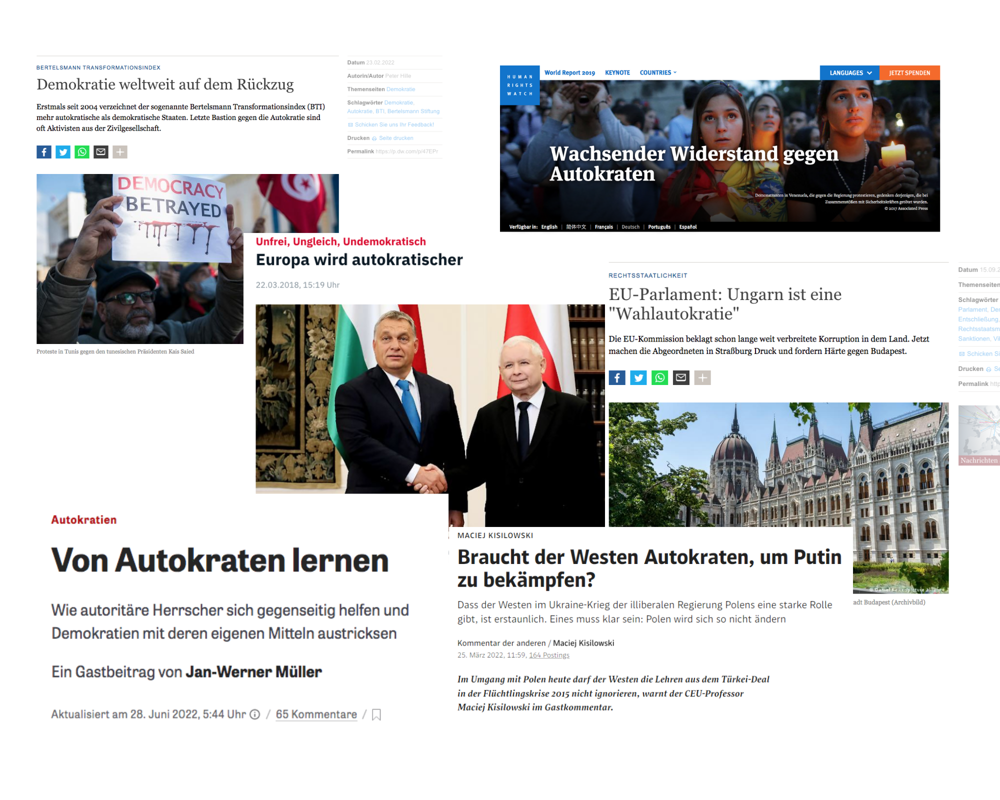 BERTELSMANN TRANSFORMATIONSINDEX
Demokratie weltweit auf dem Rückzug
Erstmals seit 2004 verzeichnet der sogenannte Bertelsmann Transformationsindex (BTI)
mehr autokratische als demokratische Staaten. Letzte Bastion gegen die Autokratie sind
oft Aktivisten aus der Zivilgesellschaft.
Datum 23.02.2022
Autorin/Autor Peter Hille
Themenseiten Demokratie
Schlagwörter Demokratie,
Autokratie, BTI, Bertelsmann Stiftung
Schicken Sie uns Ihr Feedback!
Drucken Seite drucken
Permalink https://p.dw.com/p/47EPr
DEMOCRACY
BETRAYED
Proteste in Tunis gegen den tunesischen Präsidenten Kais Saied
HUMAN
RIGHTS
WATCH
World Report 2019 KEYNOTE COUNTRIES
LANGUAGES JETZT SPENDEN
Wachsender Widerstand gegen
Autokraten
Demonstranten in Venezuela, die gegen die Regierung protestieren, gedenken derjenigen, die bei
Zusammenstößen mit Sicherheitskräften getötet wurden.
© 2017 Associated Press
Verfügbar in: English | 简体中文 | Français | Deutsch | Português | Español
Unfrei, Ungleich, Undemokratisch
Europa wird autokratischer
22.03.2018, 15:19 Uhr
RECHTSSTAATLICHKEIT
EU-Parlament: Ungarn ist eine
"Wahlautokratie"
Die EU-Kommission beklagt schon lange weit verbreitete Korruption in dem Land. Jetzt
machen die Abgeordneten in Straßburg Druck und fordern Härte gegen Budapest.
Datum 15.09.2
Themenseiten
Schlagwörter
Parlament, De
Entschließung,
Rechtsstaatsm
Sanktionen, Vi
Schicken Si
Drucken Se
Permalink http
Nachrichten
© Daniel Kalker/picture alliance
adt Budapest (Archivbild)
Autokratien
Von Autokraten lernen
Wie autoritäre Herrscher sich gegenseitig helfen und
Demokratien mit deren eigenen Mitteln austricksen
Ein Gastbeitrag von Jan-Werner Müller
Aktualisiert am 28. Juni 2022, 5:44 Uhr / 65 Kommentare /
MACIEJ KISILOWSKI
Braucht der Westen Autokraten, um Putin
zu bekämpfen?
Dass der Westen im Ukraine-Krieg der illiberalen Regierung Polens eine starke Rolle
gibt, ist erstaunlich. Eines muss klar sein: Polen wird sich so nicht ändern
Kommentar der anderen / Maciej Kisilowski
25. März 2022, 11:59, 164 Postings
Im Umgang mit Polen heute darf der Westen die Lehren aus dem Türkei-Deal
in der Flüchtlingskrise 2015 nicht ignorieren, warnt der CEU-Professor
Maciej Kisilowski im Gastkommentar.